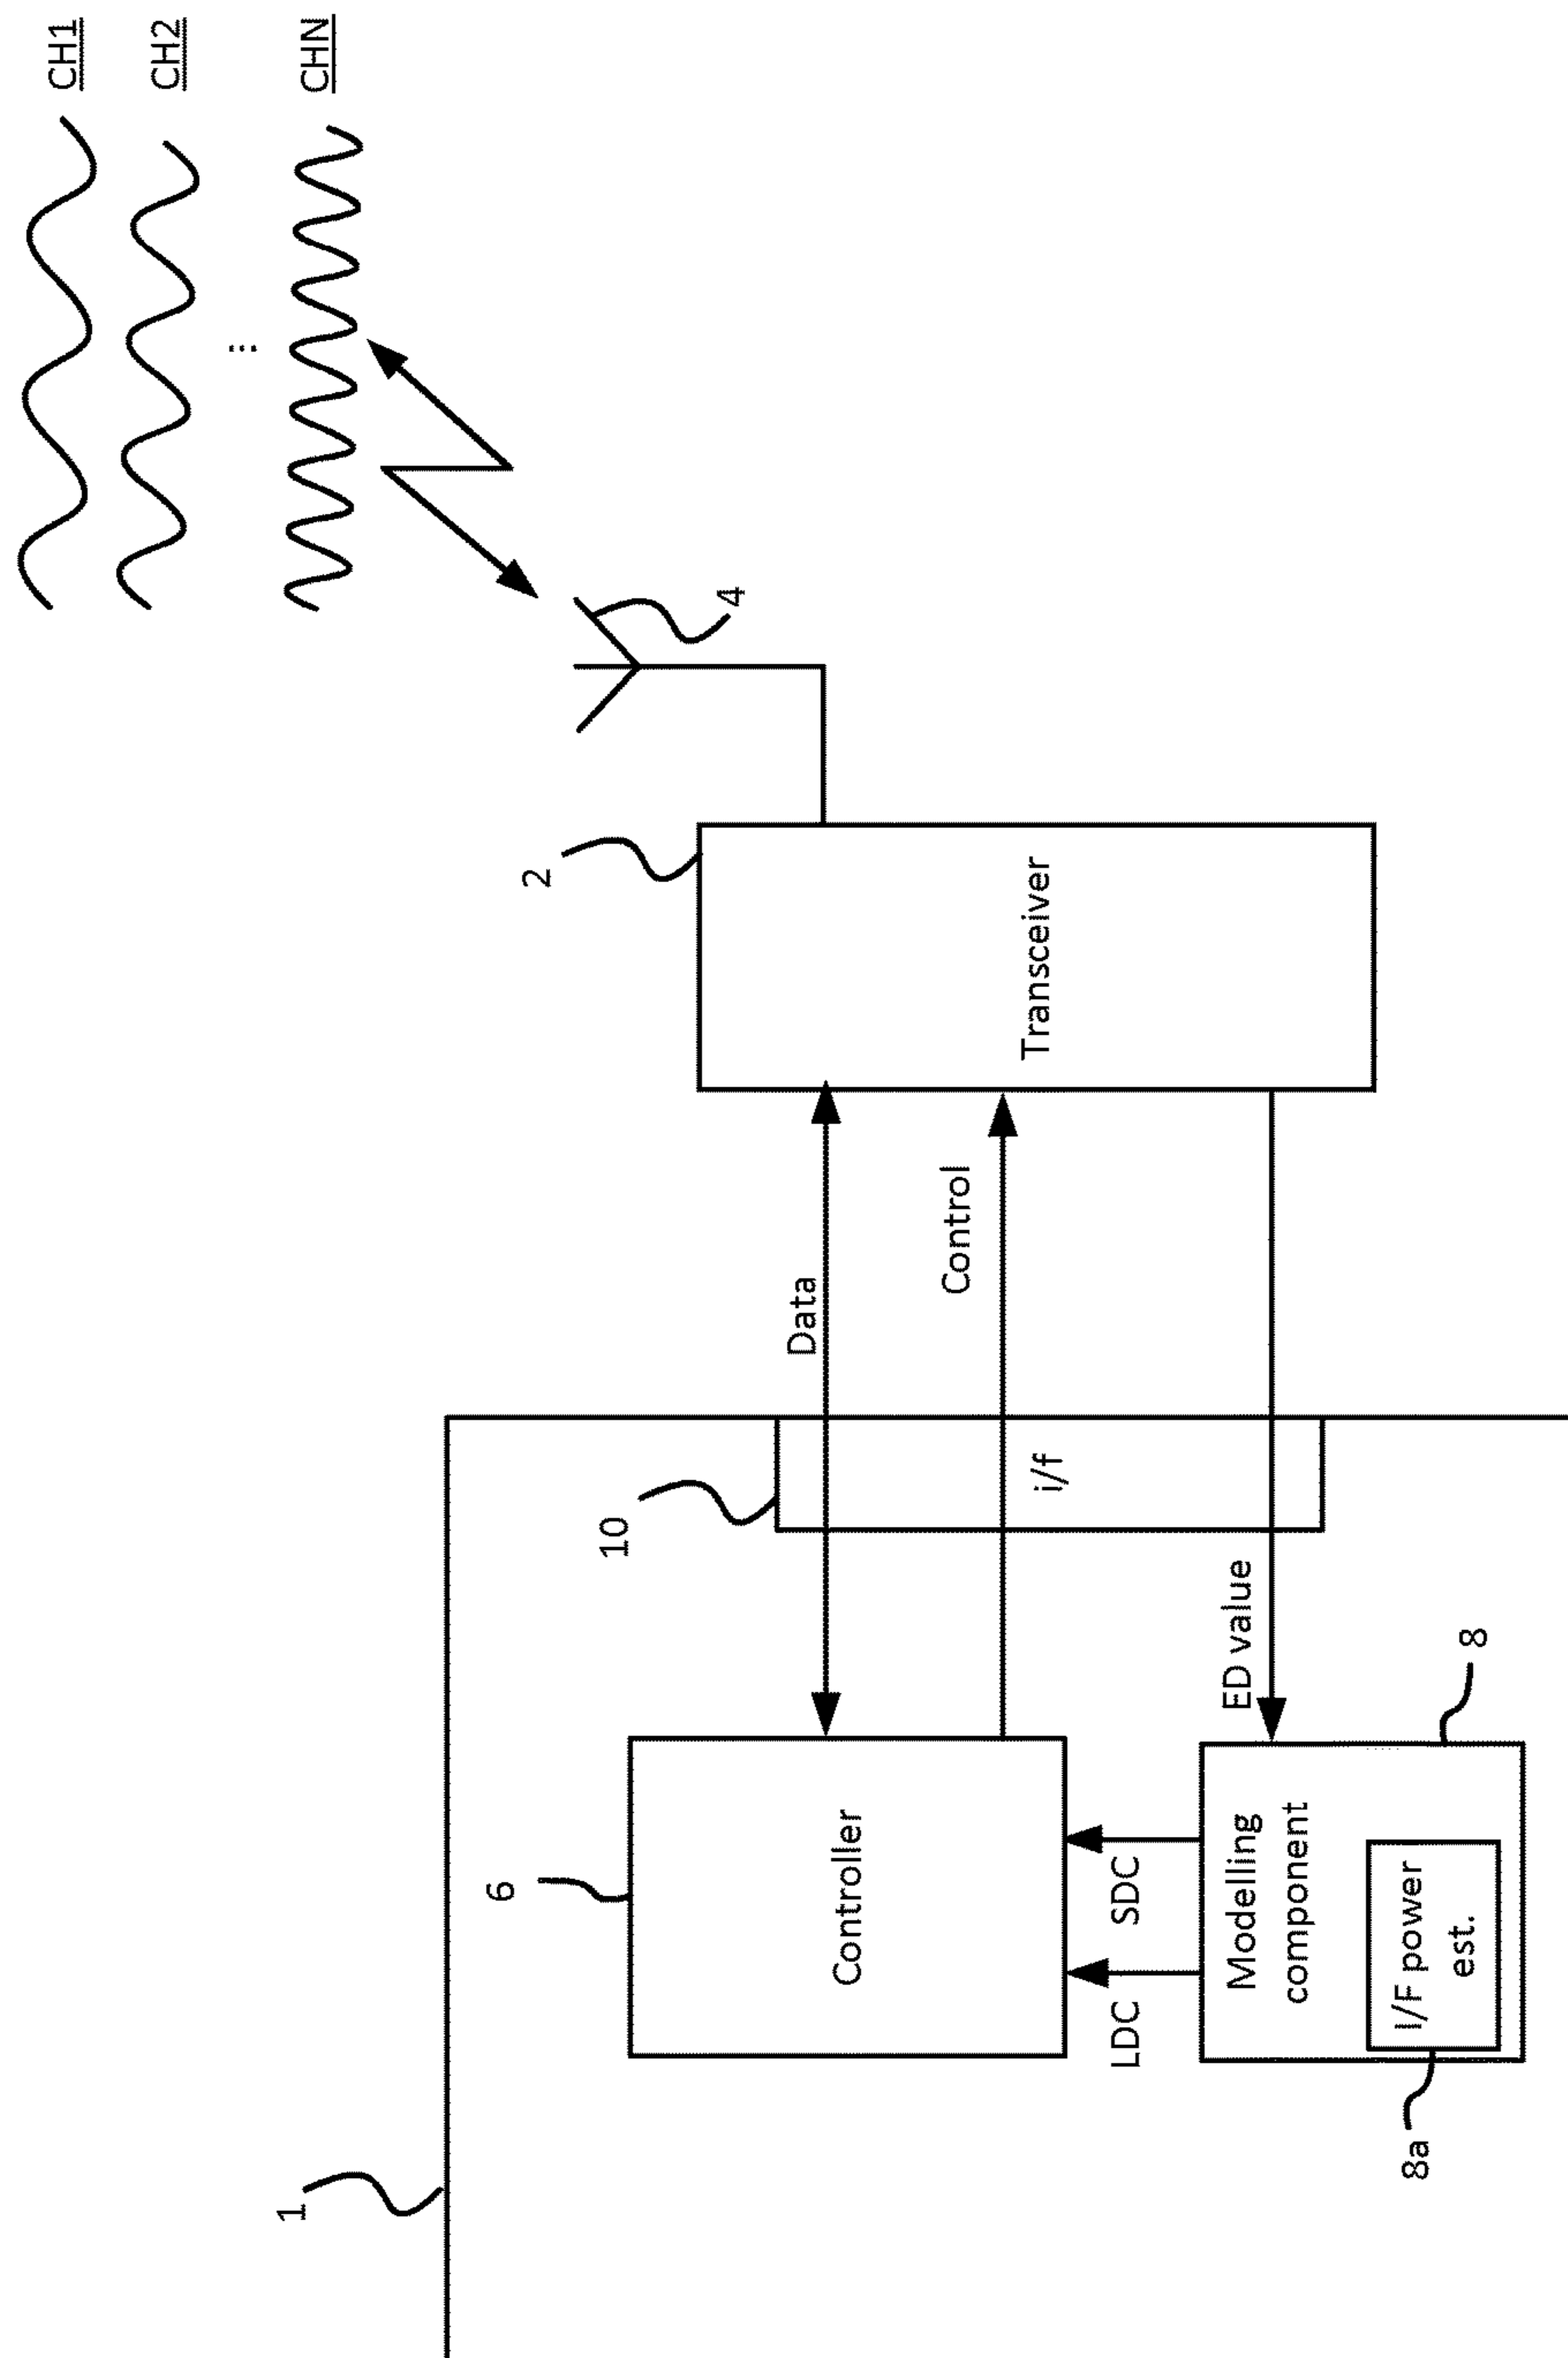 CH1
CH2
...
CHN
4
2
Transceiver
Data
Control
10
i/f
ED value
1
6
Controller
LDC
SDC
8
Modelling
component
I/F power
est.
8a